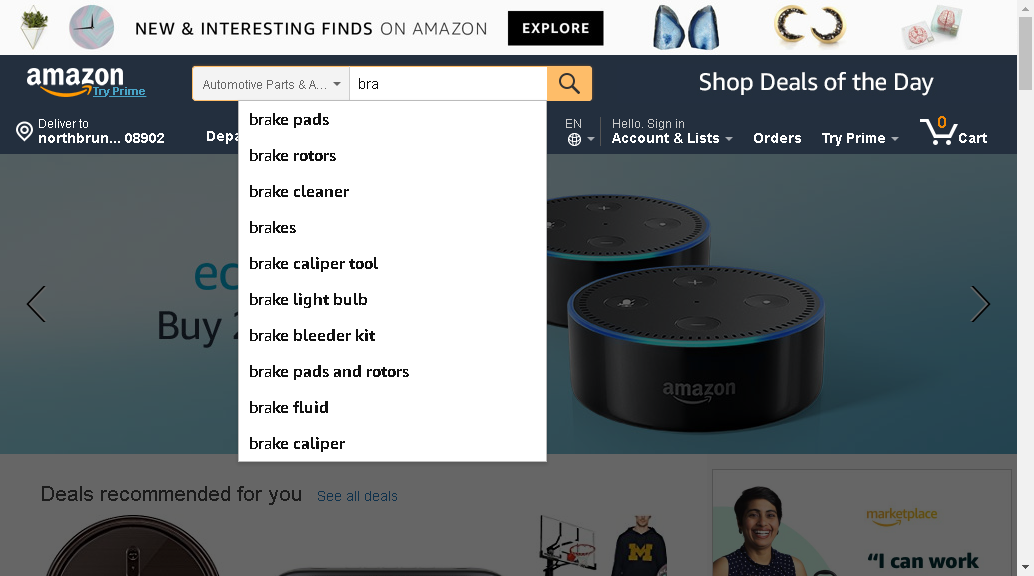 NEW & INTERESTING FINDS ON AMAZON
EXPLORE
amazon
Try Prime
Automotive Parts & A...
bra
Shop Deals of the Day
Deliver to
northbrun... 08902
Depa
EN
Hello. Sign in
Account & Lists
Orders
Try Prime
0
Cart
brake pads
brake rotors
brake cleaner
brakes
brake caliper tool
brake light bulb
brake bleeder kit
brake pads and rotors
brake fluid
brake caliper
ec
Buy 2
amazon
Deals recommended for you
See all deals
marketplace
“I can work